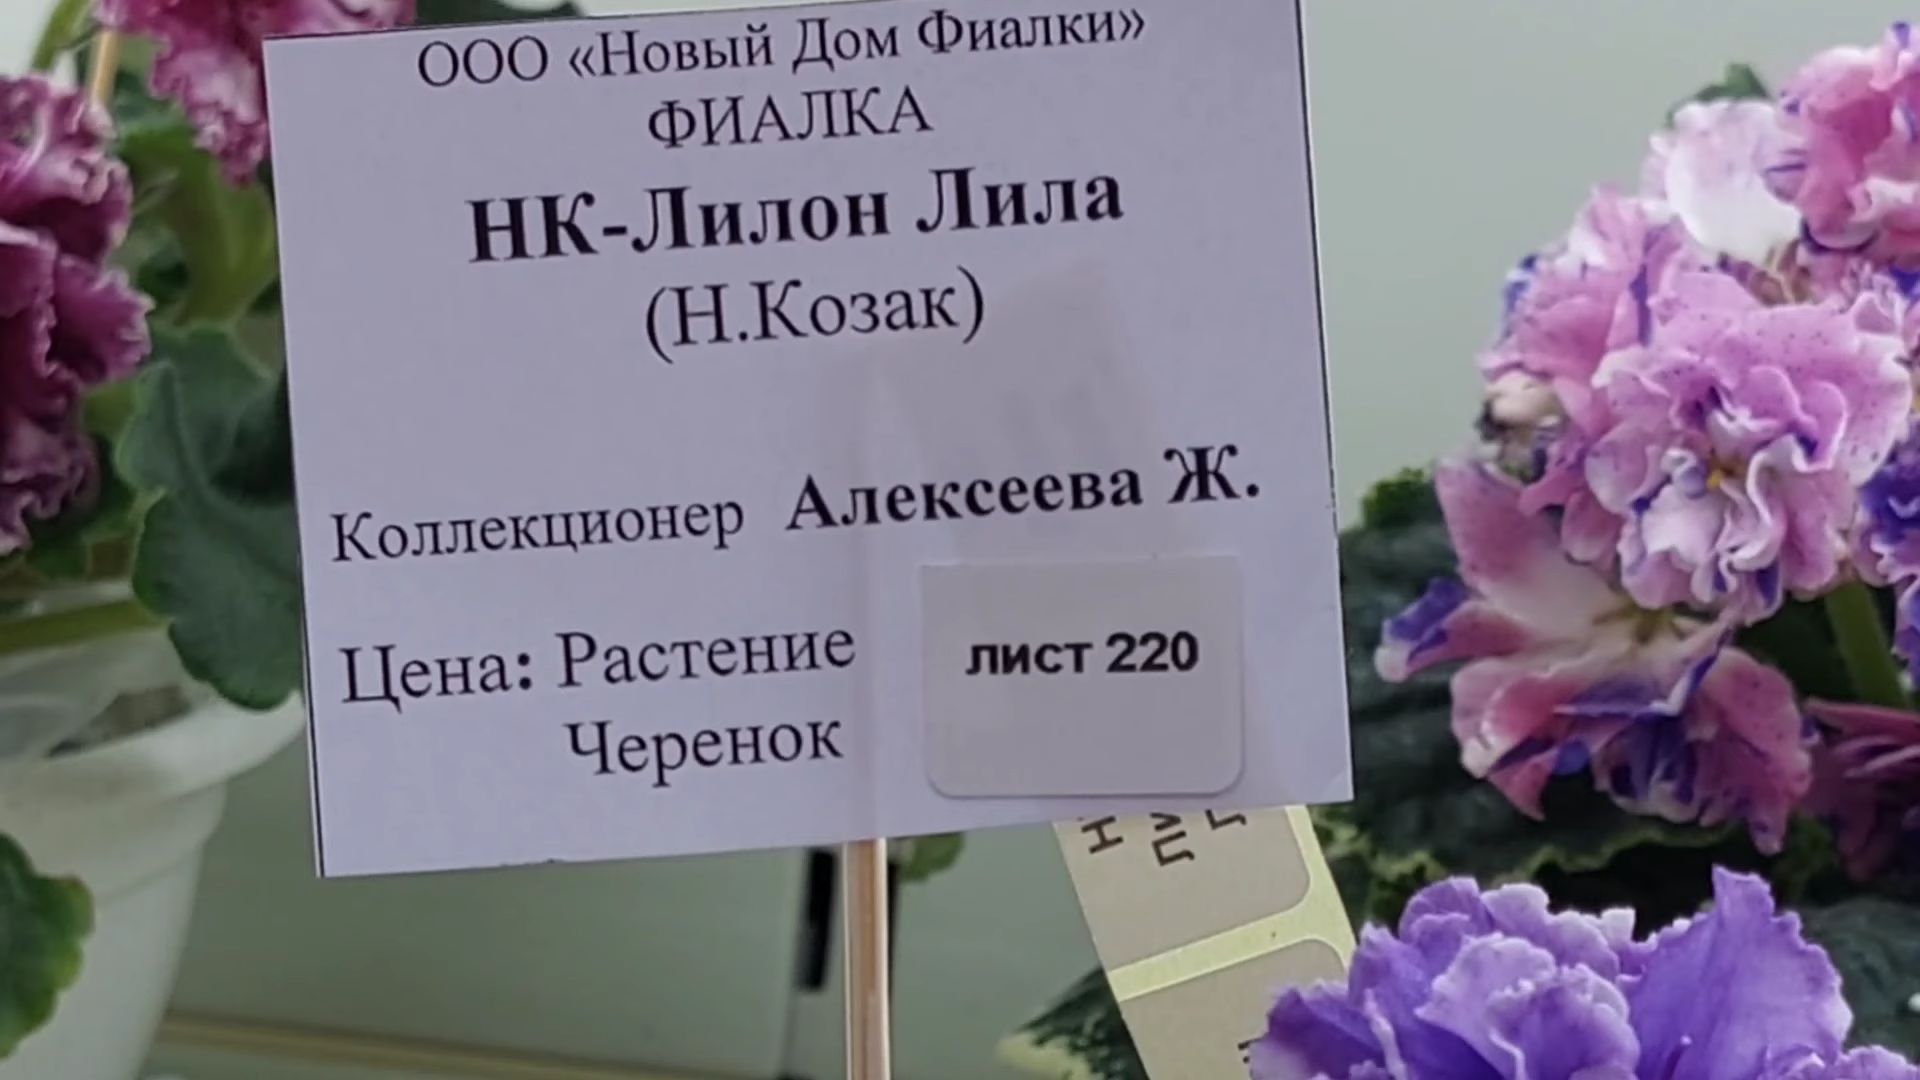 ООО «Новый Дом Фиалки»
ФИАЛКА
НК-Лилон Лила
(Н.Козак)
Коллекционер Алексеева Ж.
Цена: Растение
лист 220
Черенок